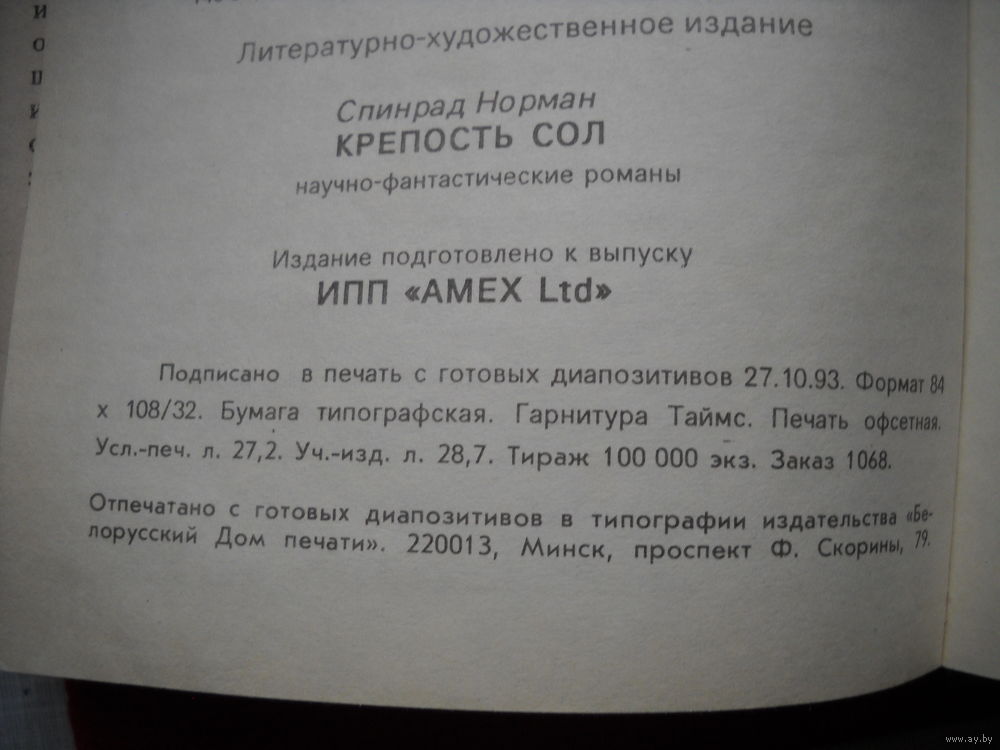 Литературно-художественное издание
Спинрад Норман
КРЕПОСТЬ СОЛ
научно-фантастические романы
Издание подготовлено к выпуску
ИПП «AMEX Ltd»
Подписано в печать с готовых диапозитивов 27.10.93. Формат 84
х 108/32. Бумага типографская. Гарнитура Таймс. Печать офсетная.
Усл.-печ. л. 27,2. Уч.-изд. л. 28,7. Тираж 100 000 экз. Заказ 1068.
Отпечатано с готовых диапозитивов в типографии издательства «Бе-
лорусский Дом печати». 220013, Минск, проспект Ф. Скорины, 79.
www.ay.by